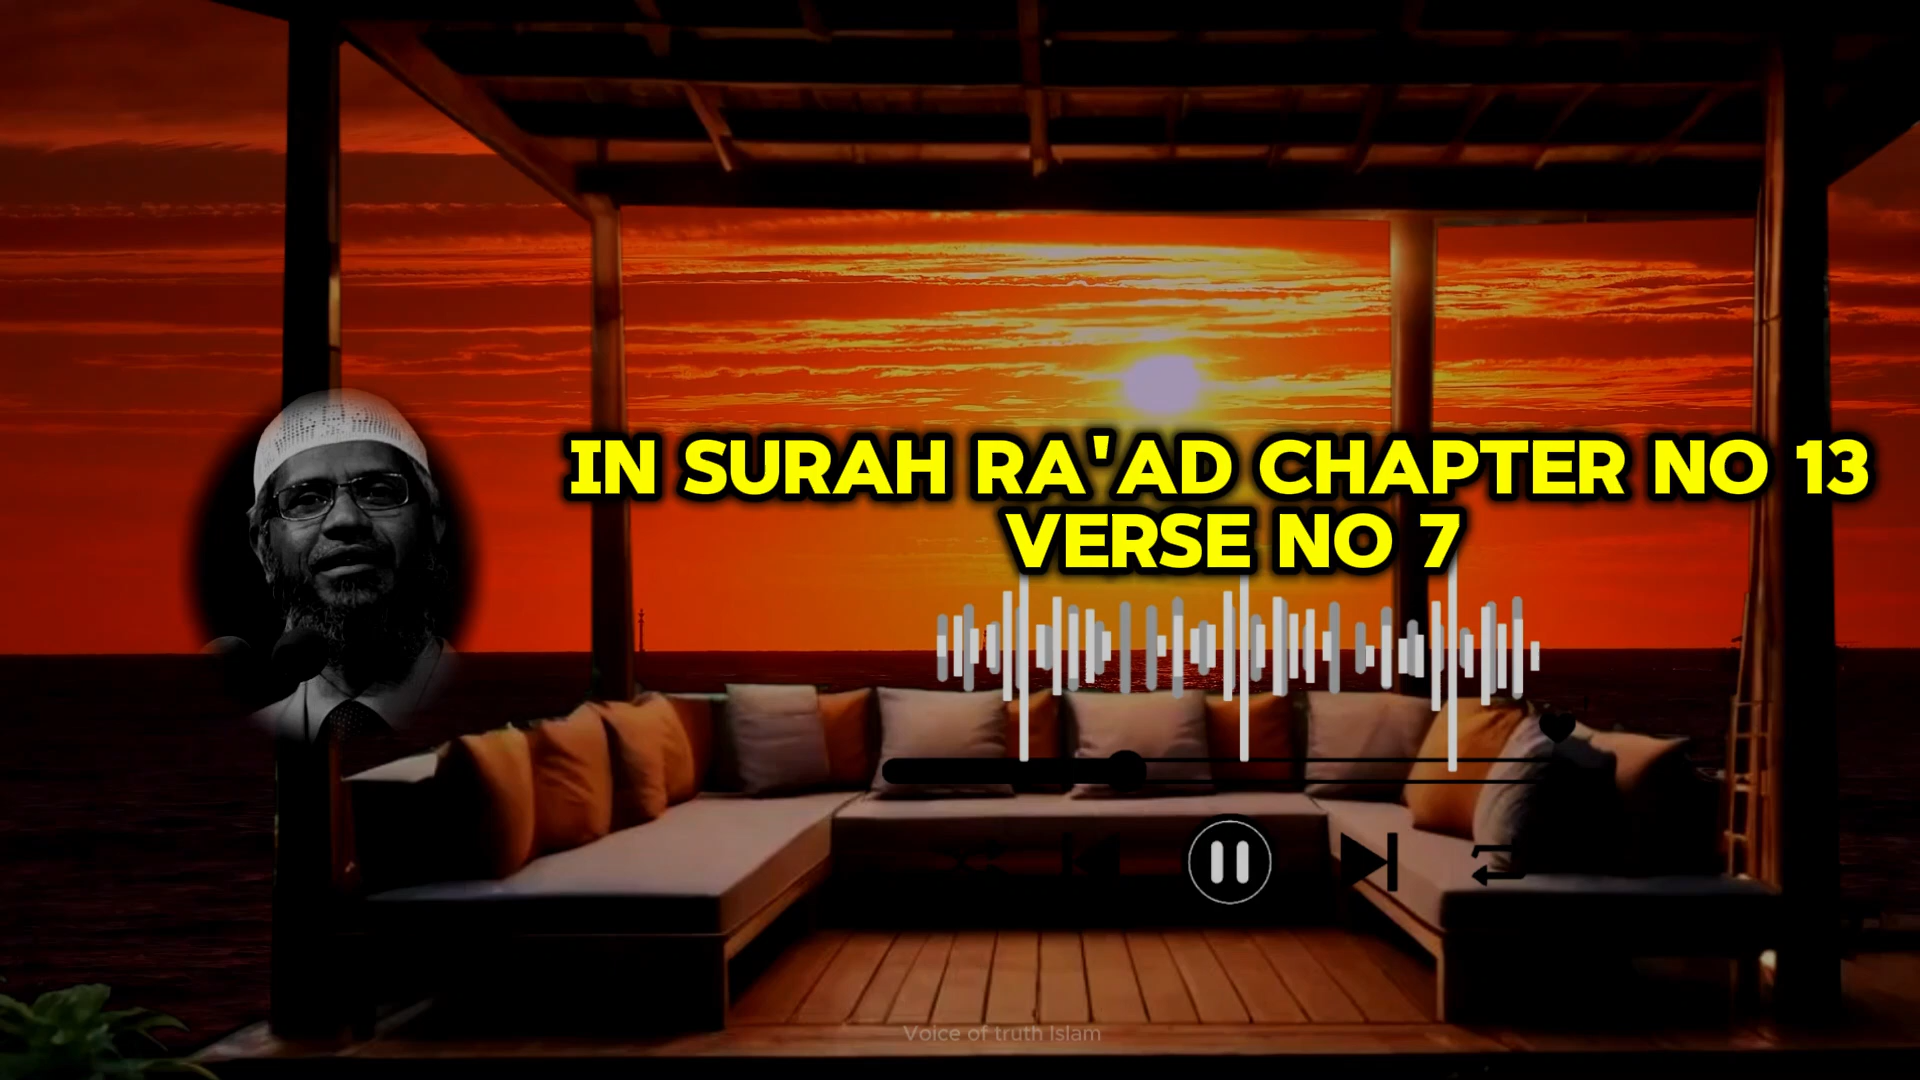 IN SURAH RA'AD CHAPTER NO 13
VERSE NO 7
Voice of truth Islam